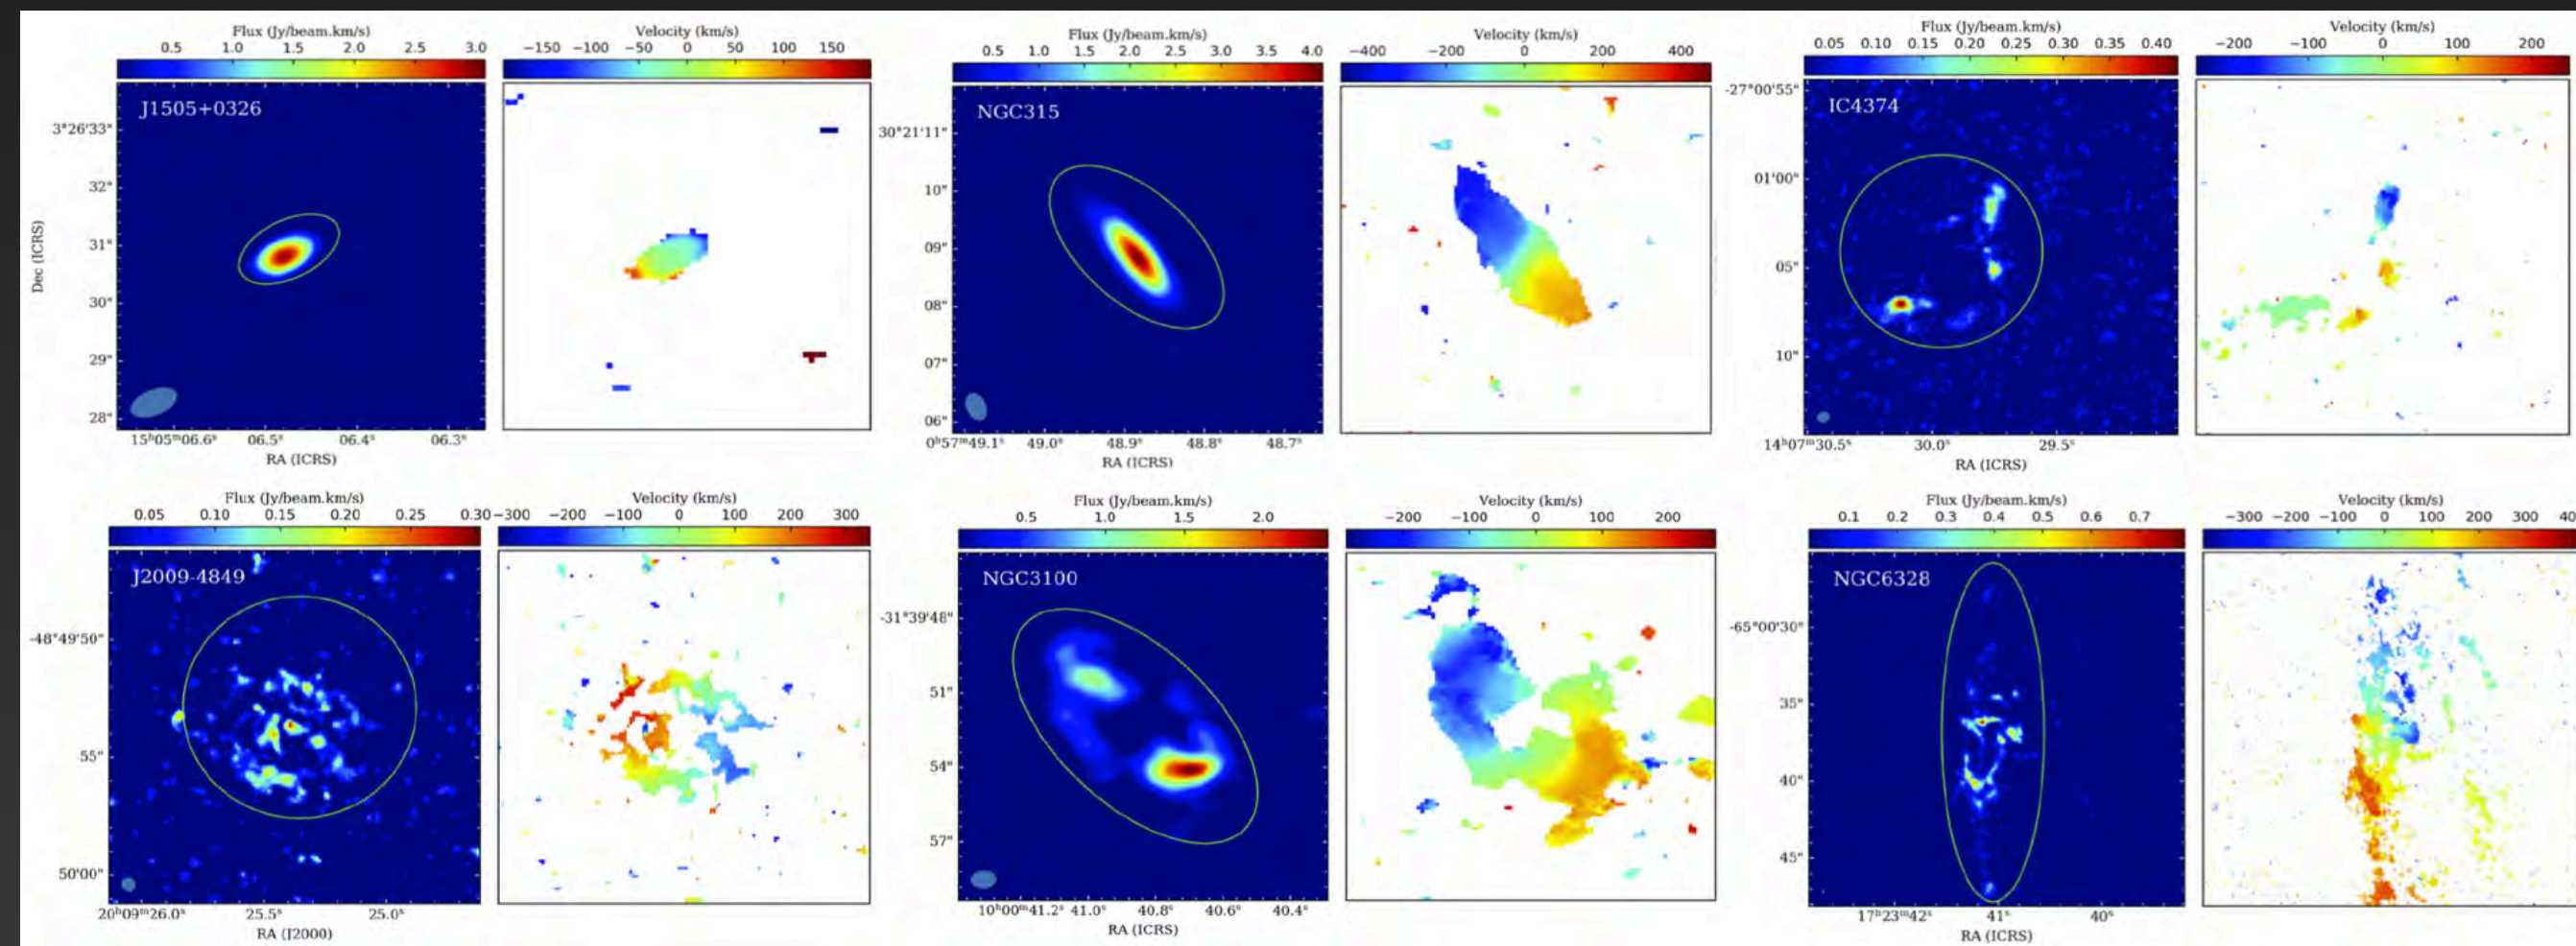 Flux (Jy/beam.km/s)
0.5 1.0 1.5 2.0 2.5 3.0
Velocity (km/s)
−150 −100 −50 0 50 100 150
J1505+0326
Dec (ICRS)
3°26'33"
32"
31"
30"
29"
28"
15ʰ05ᵐ06.6ˢ 06.5ˢ 06.4ˢ 06.3ˢ
RA (ICRS)
Flux (Jy/beam.km/s)
0.5 1.0 1.5 2.0 2.5 3.0 3.5 4.0
Velocity (km/s)
−400 −200 0 200 400
NGC315
30°21'11"
10"
09"
08"
07"
06"
0ʰ57ᵐ49.1ˢ 49.0ˢ 48.9ˢ 48.8ˢ 48.7ˢ
RA (ICRS)
Flux (Jy/beam.km/s)
0.05 0.10 0.15 0.20 0.25 0.30 0.35 0.40
Velocity (km/s)
−200 −100 0 100 200
IC4374
-27°00'55"
01'00"
05"
10"
14ʰ07ᵐ30.5ˢ 30.0ˢ 29.5ˢ
RA (ICRS)
Flux (Jy/beam.km/s)
0.05 0.10 0.15 0.20 0.25 0.30
Velocity (km/s)
−300 −200 −100 0 100 200 300
J2009-4849
-48°49'50"
55"
50'00"
20ʰ09ᵐ26.0ˢ 25.5ˢ 25.0ˢ
RA (J2000)
Flux (Jy/beam.km/s)
0.5 1.0 1.5 2.0
Velocity (km/s)
−200 −100 0 100 200
NGC3100
-31°39'48"
51"
54"
57"
10ʰ00ᵐ41.2ˢ 41.0ˢ 40.8ˢ 40.6ˢ 40.4ˢ
RA (ICRS)
Flux (Jy/beam.km/s)
0.1 0.2 0.3 0.4 0.5 0.6 0.7
Velocity (km/s)
−300 −200 −100 0 100 200 300 40
NGC6328
-65°00'30"
35"
40"
45"
17ʰ23ᵐ42ˢ 41ˢ 40ˢ
RA (ICRS)